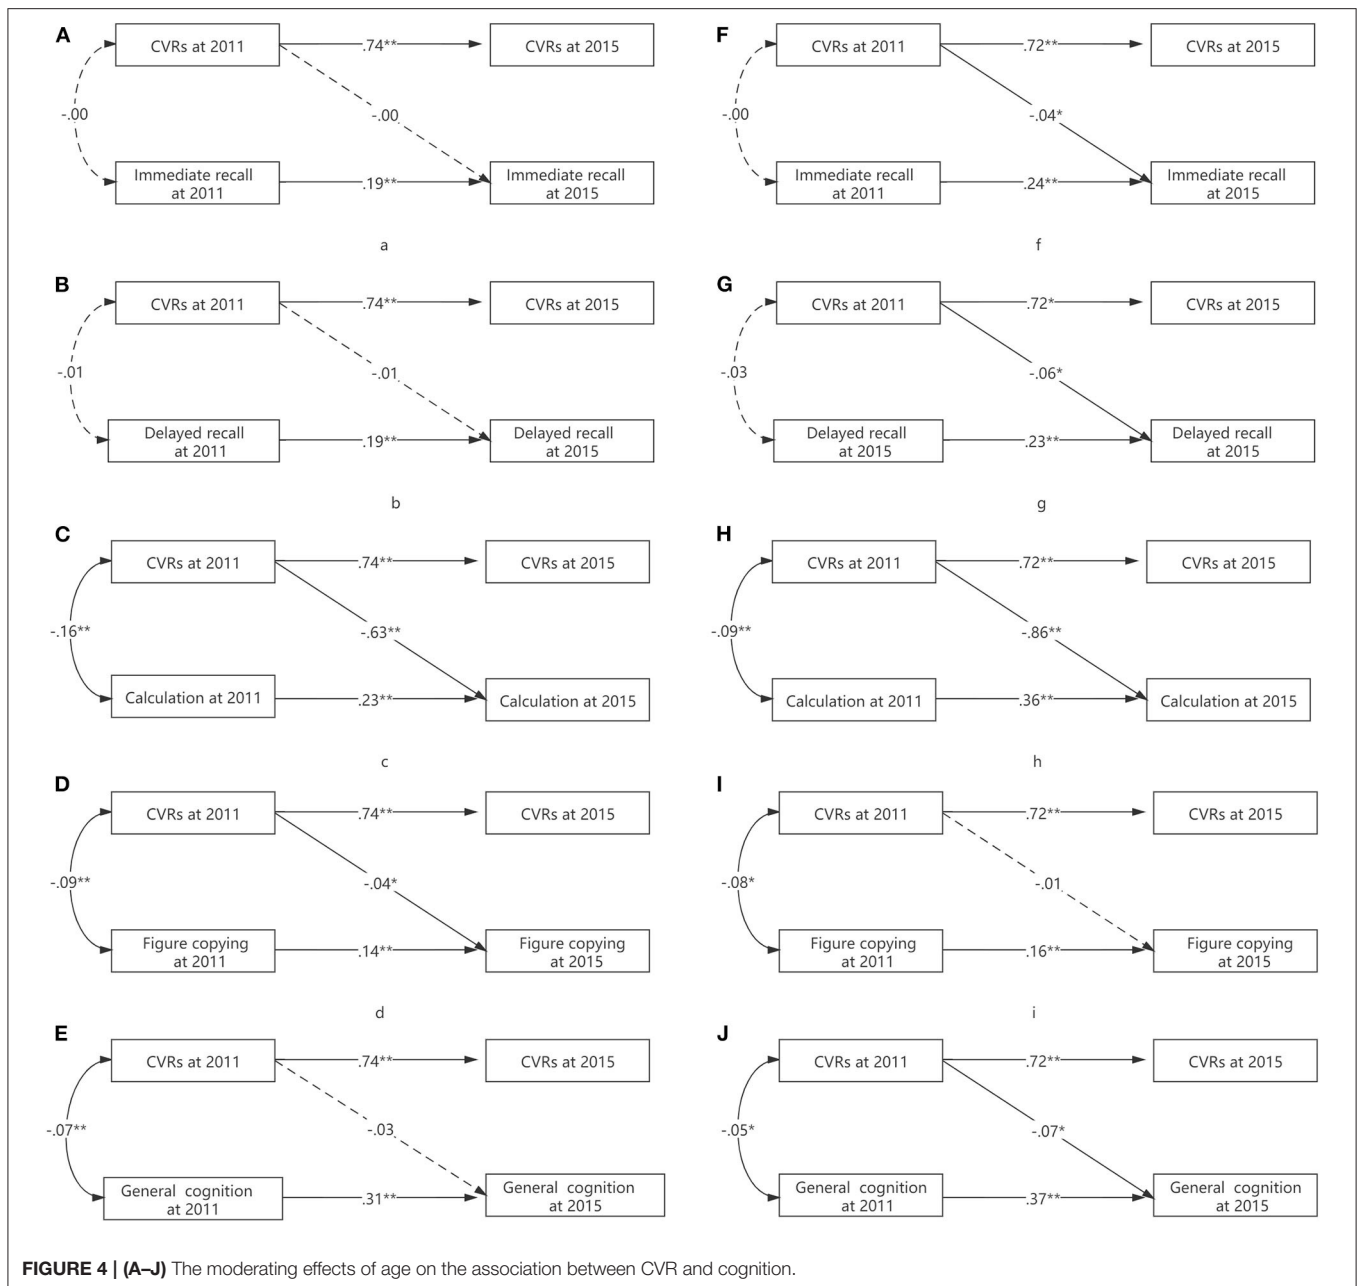 A
CVRs at 2011
.74**
CVRs at 2015
-.00
-.00
Immediate recall
at 2011
.19**
Immediate recall
at 2015
a
F
CVRs at 2011
.72**
CVRs at 2015
-.00
-.04*
Immediate recall
at 2011
.24**
Immediate recall
at 2015
f
B
CVRs at 2011
.74**
CVRs at 2015
-.01
-.01
Delayed recall
at 2011
.19**
Delayed recall
at 2015
b
G
CVRs at 2011
.72*
CVRs at 2015
-.03
-.06*
Delayed recall
at 2015
.23**
Delayed recall
at 2015
g
C
CVRs at 2011
.74**
CVRs at 2015
-.16**
-.63**
Calculation at 2011
.23**
Calculation at 2015
c
H
CVRs at 2011
.72**
CVRs at 2015
-.09**
-.86**
Calculation at 2011
.36**
Calculation at 2015
h
D
CVRs at 2011
.74**
CVRs at 2015
-.09**
-.04*
Figure copying
at 2011
.14**
Figure copying
at 2015
d
I
CVRs at 2011
.72**
CVRs at 2015
-.08*
-.01
Figure copying
at 2011
.16**
Figure copying
at 2015
i
E
CVRs at 2011
.74**
CVRs at 2015
-.07**
-.03
General cognition
at 2011
.31**
General cognition
at 2015
J
CVRs at 2011
.72**
CVRs at 2015
-.05*
-.07*
General cognition
at 2011
.37**
General cognition
at 2015
FIGURE 4 | (A–J) The moderating effects of age on the association between CVR and cognition.